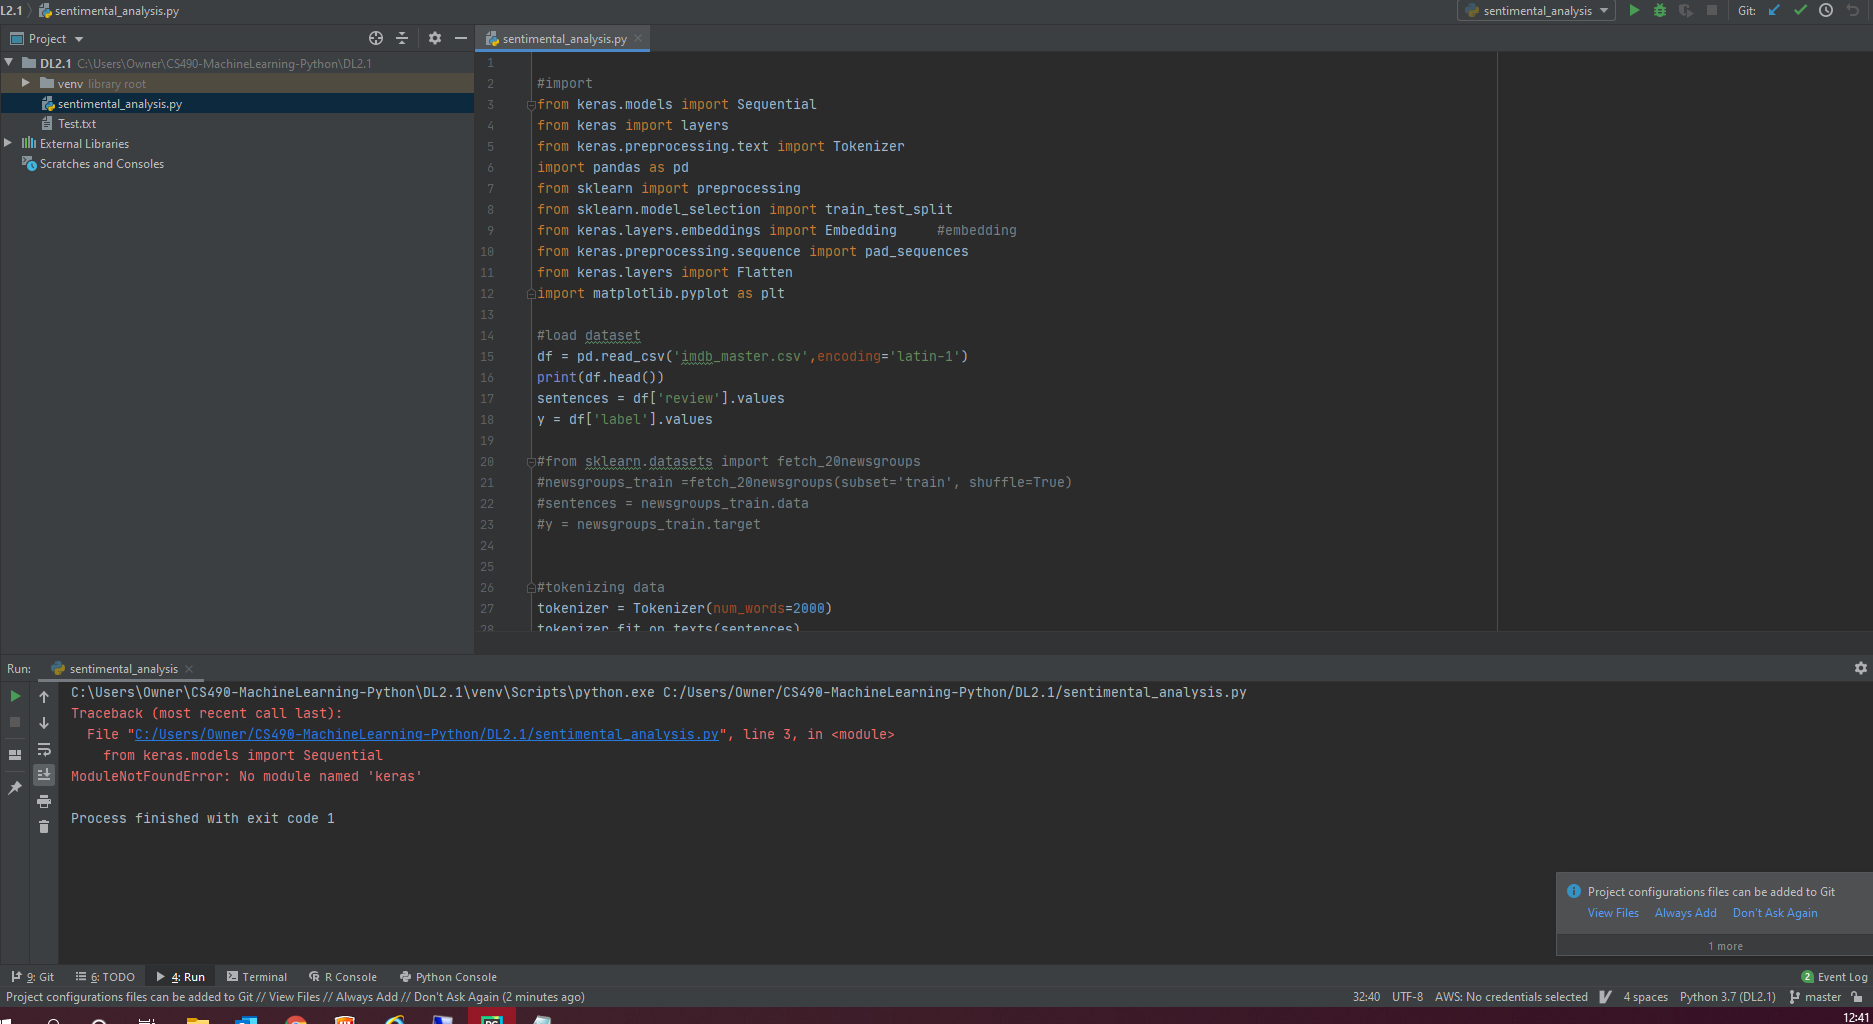 L2.1 sentimental_analysis.py sentimental_analysis Git:
Project
sentimental_analysis.py
DL2.1 C:\Users\Owner\CS490-MachineLearning-Python\DL2.1
venv library root
sentimental_analysis.py
Test.txt
External Libraries
Scratches and Consoles
1
2 #import
3 from keras.models import Sequential
4 from keras import layers
5 from keras.preprocessing.text import Tokenizer
6 import pandas as pd
7 from sklearn import preprocessing
8 from sklearn.model_selection import train_test_split
9 from keras.layers.embeddings import Embedding #embedding
10 from keras.preprocessing.sequence import pad_sequences
11 from keras.layers import Flatten
12 import matplotlib.pyplot as plt
13
14 #load dataset
15 df = pd.read_csv('imdb_master.csv',encoding='latin-1')
16 print(df.head())
17 sentences = df['review'].values
18 y = df['label'].values
19
20 #from sklearn.datasets import fetch_20newsgroups
21 #newsgroups_train =fetch_20newsgroups(subset='train', shuffle=True)
22 #sentences = newsgroups_train.data
23 #y = newsgroups_train.target
24
25
26 #tokenizing data
27 tokenizer = Tokenizer(num_words=2000)
28 tokenizer.fit_on_texts(sentences)
Run: sentimental_analysis
C:\Users\Owner\CS490-MachineLearning-Python\DL2.1\venv\Scripts\python.exe C:/Users/Owner/CS490-MachineLearning-Python/DL2.1/sentimental_analysis.py
Traceback (most recent call last):
File "C:/Users/Owner/CS490-MachineLearning-Python/DL2.1/sentimental_analysis.py", line 3, in <module>
from keras.models import Sequential
ModuleNotFoundError: No module named 'keras'
Process finished with exit code 1
Project configurations files can be added to Git
View Files Always Add Don't Ask Again
1 more
9: Git 6: TODO 4: Run Terminal R Console Python Console 2 Event Log
Project configurations files can be added to Git // View Files // Always Add // Don't Ask Again (2 minutes ago) 32:40 UTF-8 AWS: No credentials selected 4 spaces Python 3.7 (DL2.1) master
12:41